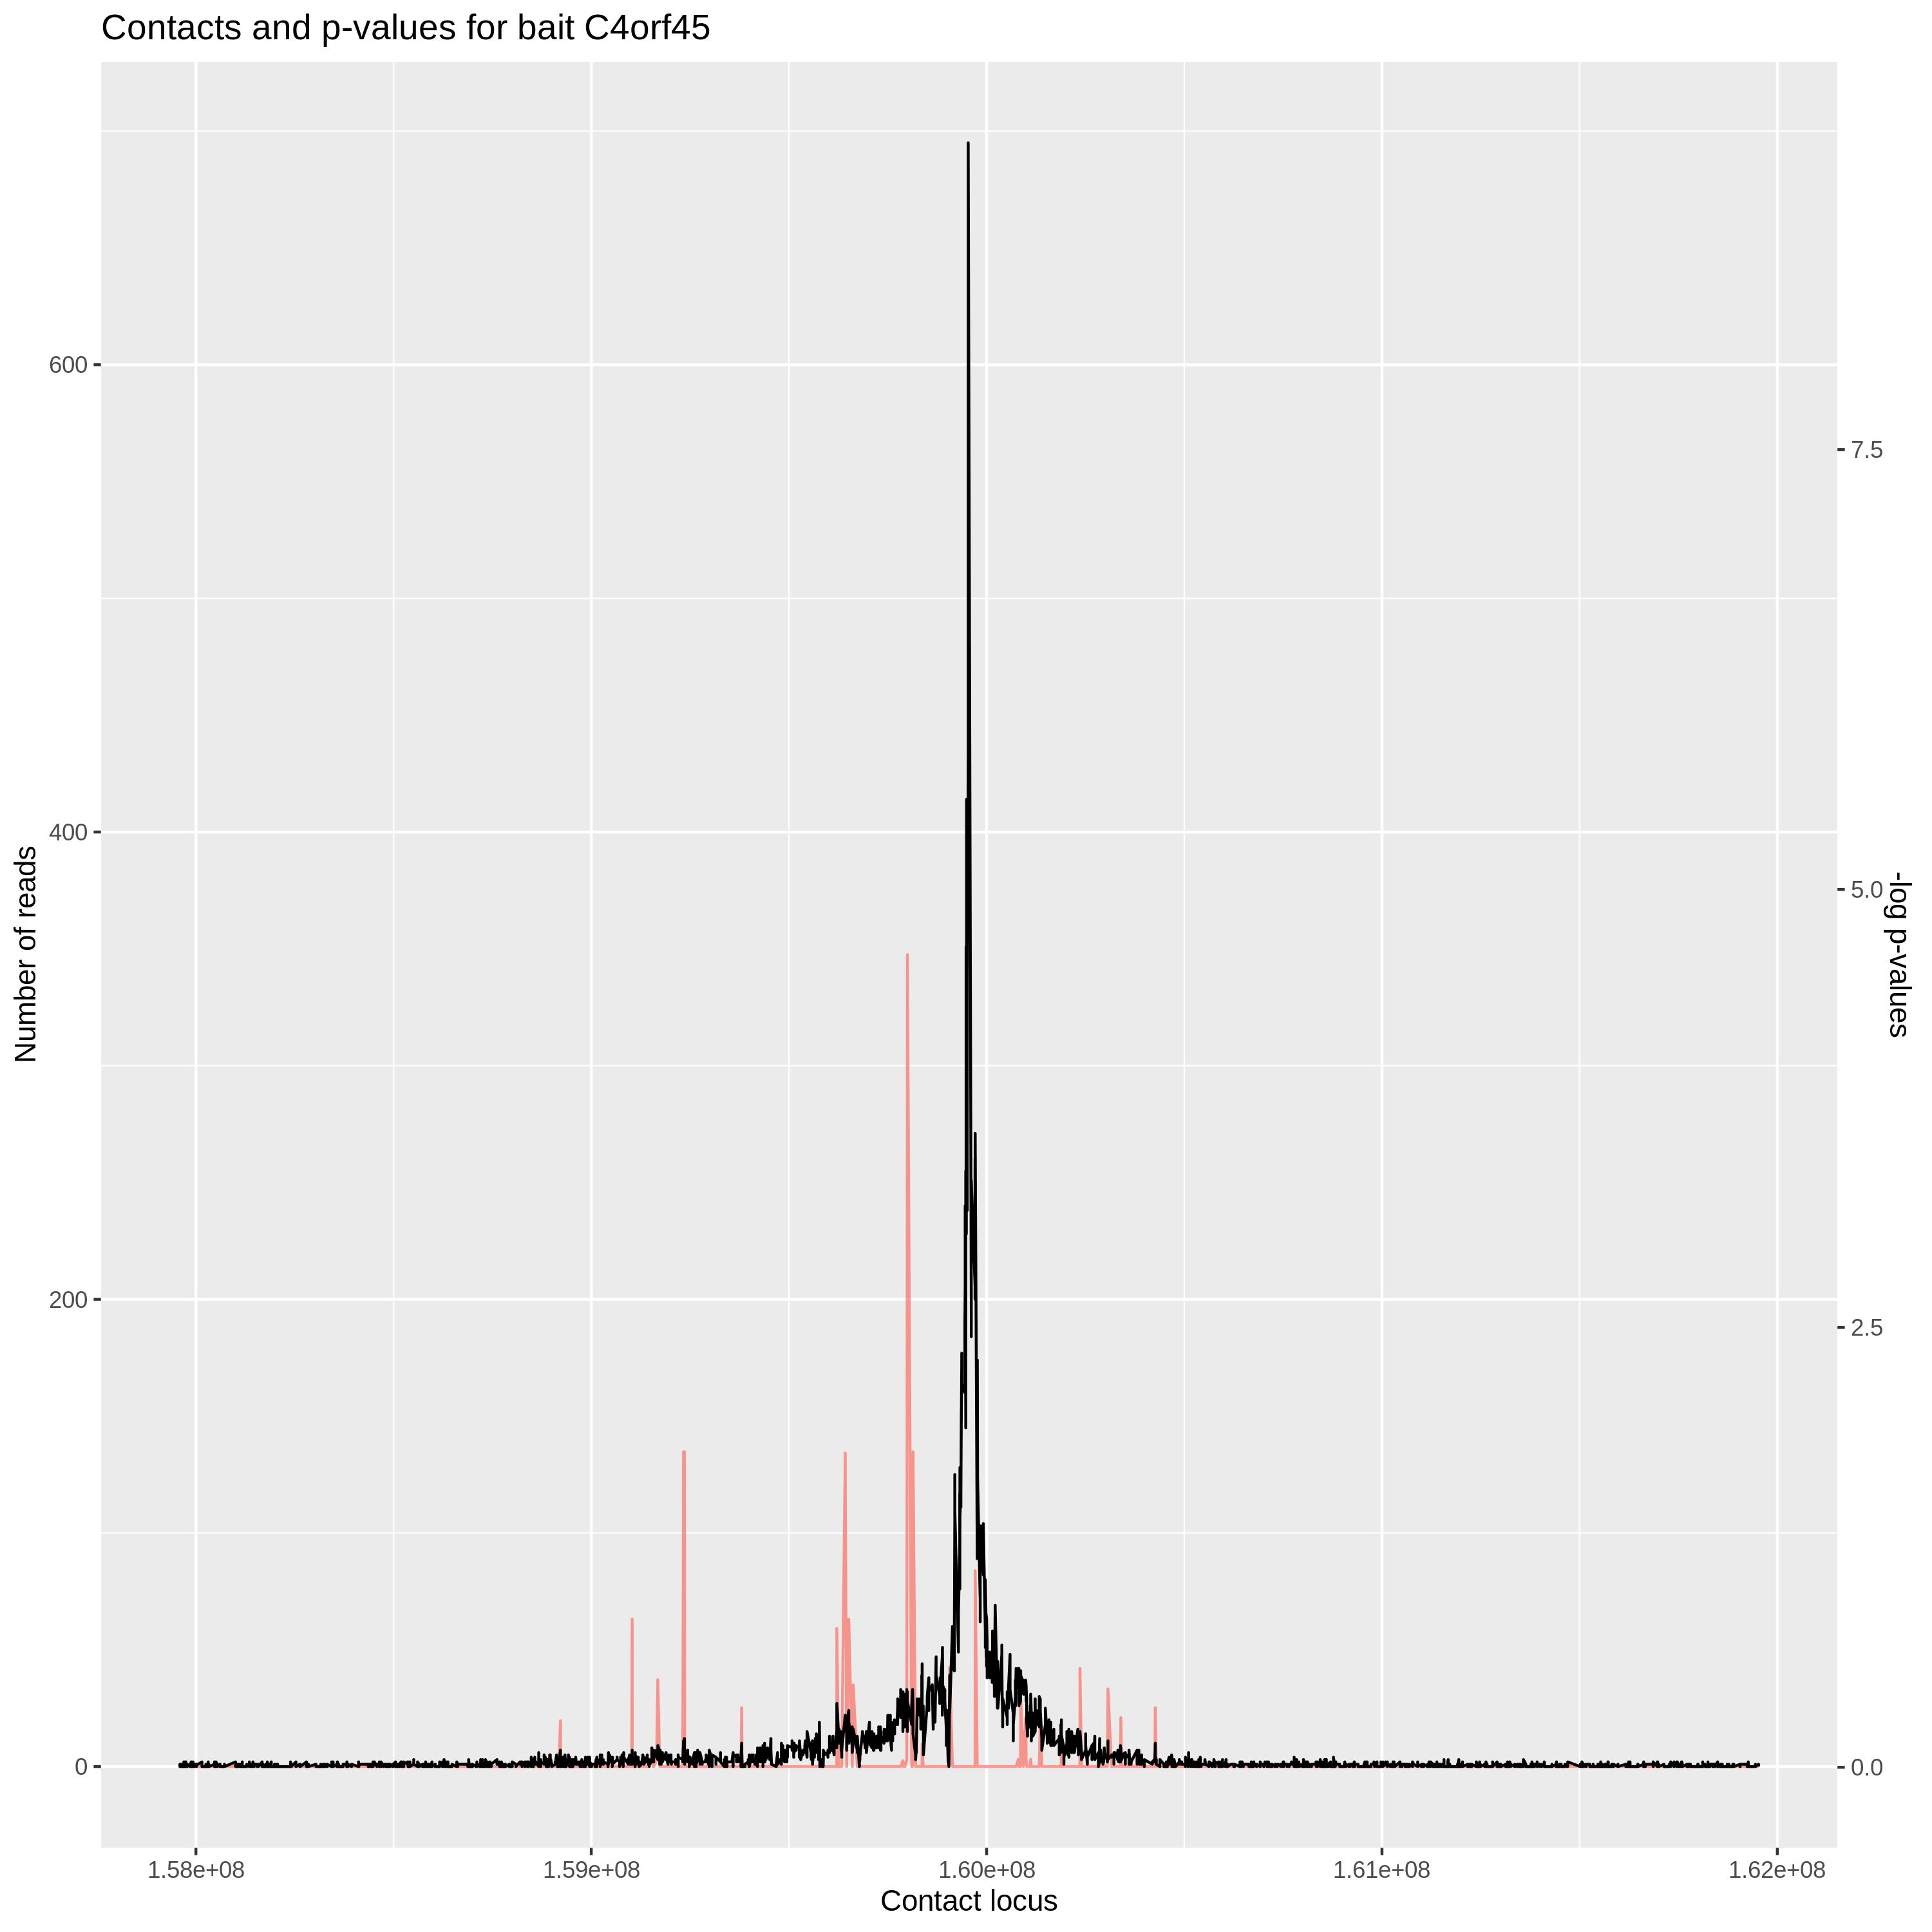 Contacts and p-values for bait C4orf45
Number of reads
600
400
200
0
7.5
5.0
2.5
0.0
-log p-values
1.58e+08
1.59e+08
1.60e+08
1.61e+08
1.62e+08
Contact locus